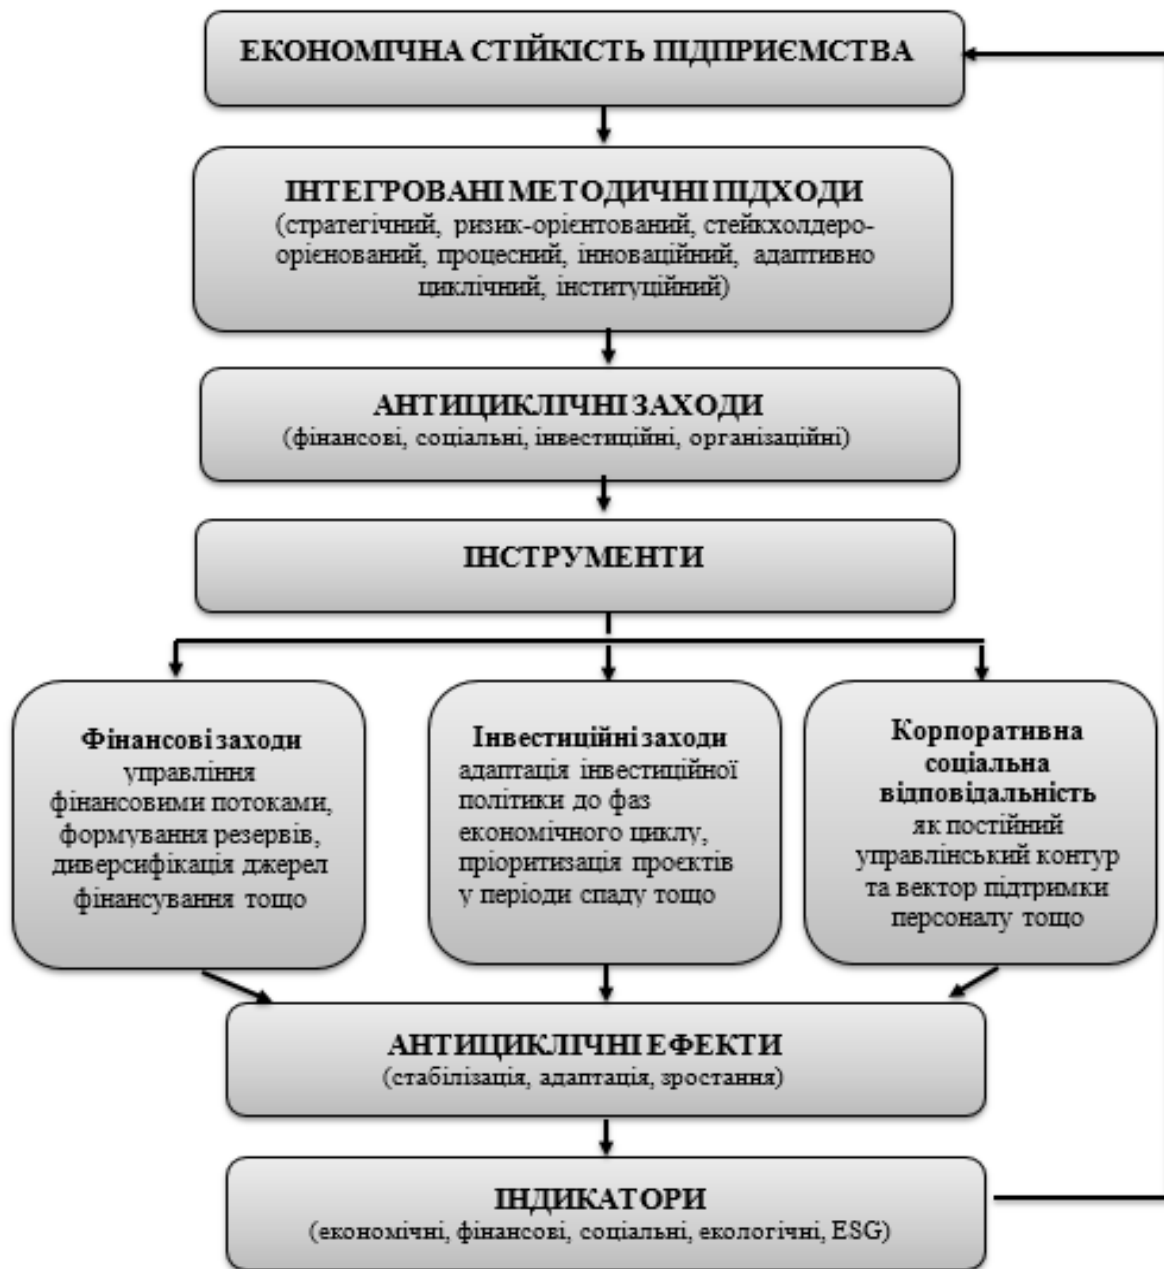 ЕКОНОМІЧНА СТІЙКІСТЬ ПІДПРИЄМСТВА
ІНТЕГРОВАНІ МЕТОДИЧНІ ПІДХОДИ
(стратегічний, ризик-орієнтований, стейкхолдеро-
орієнований, процесний, інноваційний, адаптивно
циклічний, інституційний)
АНТИЦИКЛІЧНІ ЗАХОДИ
(фінансові, соціальні, інвестиційні, організаційні)
ІНСТРУМЕНТИ
Фінансові заходи
управління
фінансовими потоками,
формування резервів,
диверсифікація джерел
фінансування тощо
Інвестиційні заходи
адаптація інвестиційної
політики до фаз
економічного циклу,
пріоритизація проєктів
у періоди спаду тощо
Корпоративна
соціальна
відповідальність
як постійний
управлінський контур
та вектор підтримки
персоналу тощо
АНТИЦИКЛІЧНІ ЕФЕКТИ
(стабілізація, адаптація, зростання)
ІНДИКАТОРИ
(економічні, фінансові, соціальні, екологічні, ESG)